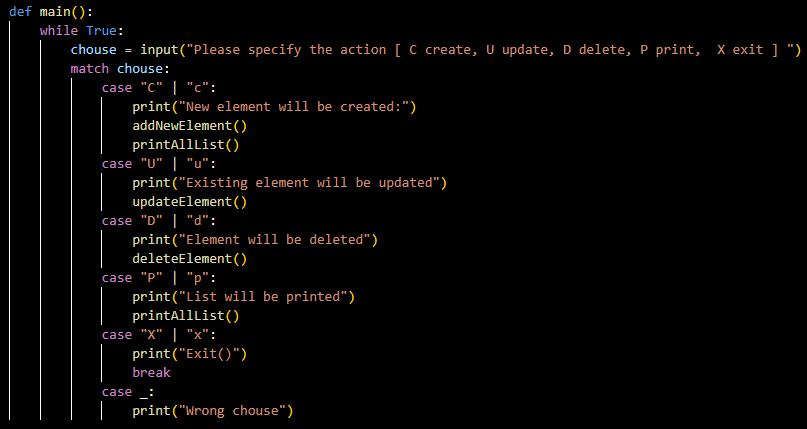 def main():
    while True:
        chouse = input("Please specify the action [ C create, U update, D delete, P print,  X exit ] ")
        match chouse:
            case "C" | "c":
                print("New element will be created:")
                addNewElement()
                printAllList()
            case "U" | "u":
                print("Existing element will be updated")
                updateElement()
            case "D" | "d":
                print("Element will be deleted")
                deleteElement()
            case "P" | "p":
                print("List will be printed")
                printAllList()
            case "X" | "x":
                print("Exit()")
                break
            case _:
                print("Wrong chouse")